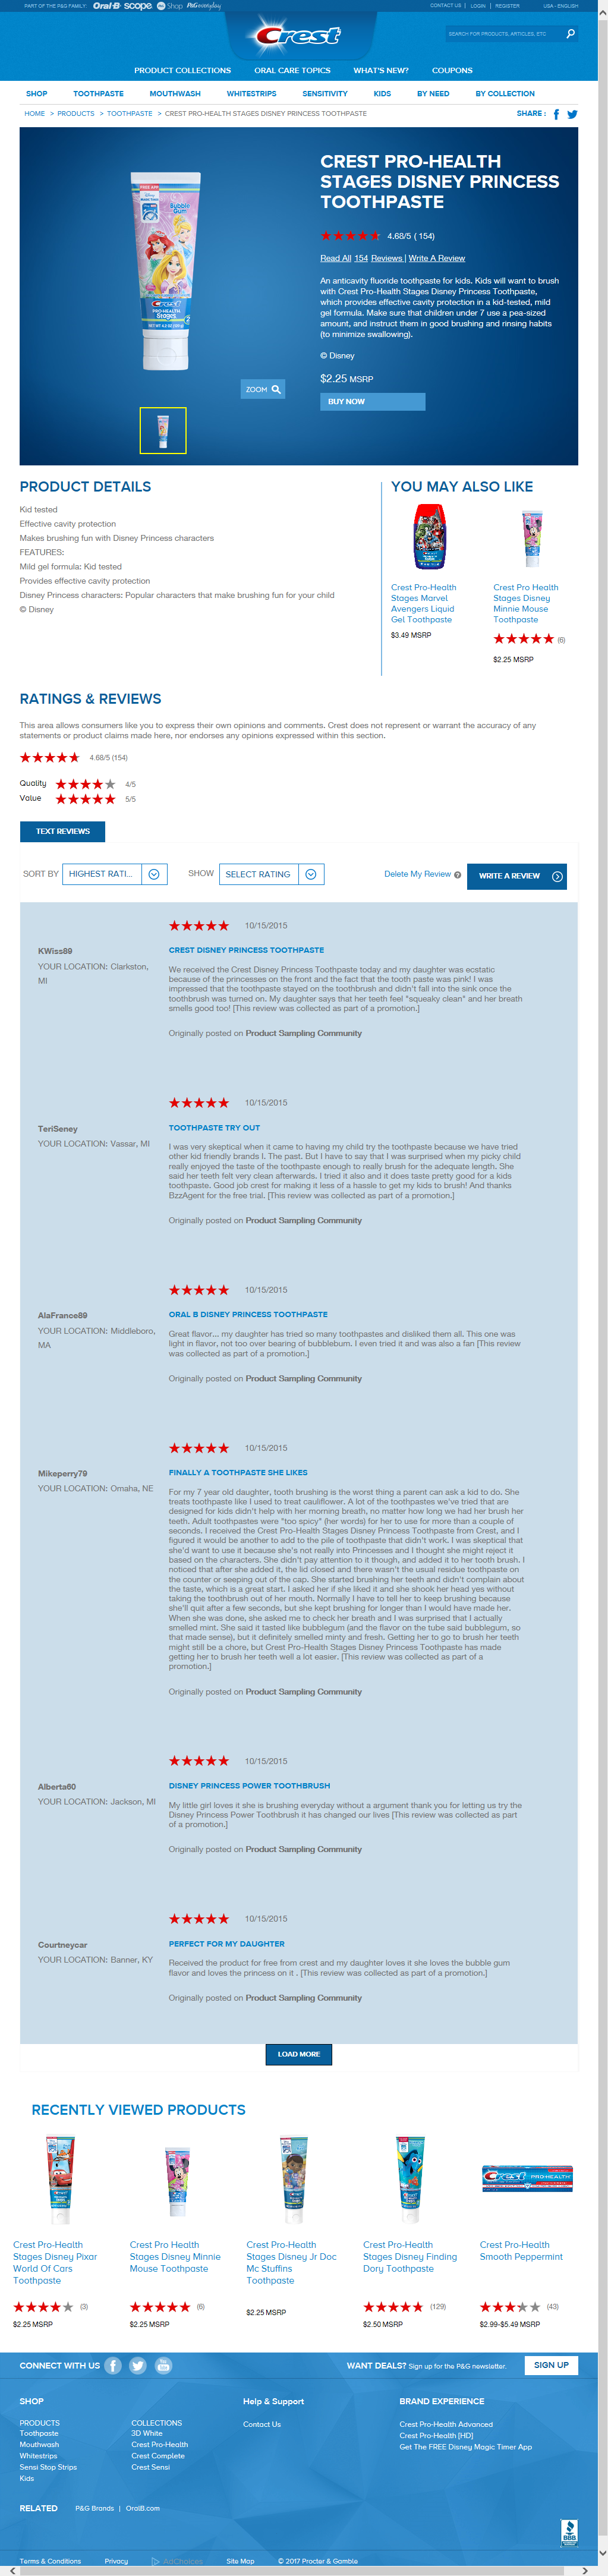 PART OF THE P&G FAMILY: Oral-B scope Shop P&G everyday CONTACT US | LOGIN | REGISTER USA - ENGLISH
Crest
SEARCH FOR PRODUCTS, ARTICLES, ETC
PRODUCT COLLECTIONS ORAL CARE TOPICS WHAT'S NEW? COUPONS
SHOP TOOTHPASTE MOUTHWASH WHITESTRIPS SENSITIVITY KIDS BY NEED BY COLLECTION
HOME > PRODUCTS > TOOTHPASTE > CREST PRO-HEALTH STAGES DISNEY PRINCESS TOOTHPASTE SHARE :
CREST PRO-HEALTH
STAGES DISNEY PRINCESS
TOOTHPASTE
Bubble
Gum
Crest
PRO-HEALTH
Stages
4.68/5 ( 154)
Read All 154 Reviews | Write A Review
An anticavity fluoride toothpaste for kids. Kids will want to brush
with Crest Pro-Health Stages Disney Princess Toothpaste,
which provides effective cavity protection in a kid-tested, mild
gel formula. Make sure that children under 7 use a pea-sized
amount, and instruct them in good brushing and rinsing habits
(to minimize swallowing).
© Disney
$2.25 MSRP
ZOOM
BUY NOW
PRODUCT DETAILS
Kid tested
Effective cavity protection
Makes brushing fun with Disney Princess characters
FEATURES:
Mild gel formula: Kid tested
Provides effective cavity protection
Disney Princess characters: Popular characters that make brushing fun for your child
© Disney
YOU MAY ALSO LIKE
Crest Pro-Health
Stages Marvel
Avengers Liquid
Gel Toothpaste
$3.49 MSRP
Crest Pro Health
Stages Disney
Minnie Mouse
Toothpaste
(6)
$2.25 MSRP
RATINGS & REVIEWS
This area allows consumers like you to express their own opinions and comments. Crest does not represent or warrant the accuracy of any
statements or product claims made here, nor endorses any opinions expressed within this section.
4.68/5 (154)
Quality 4/5
Value 5/5
TEXT REVIEWS
SORT BY HIGHEST RATI... SHOW SELECT RATING Delete My Review ? WRITE A REVIEW
10/15/2015
KWiss89
YOUR LOCATION: Clarkston,
MI
CREST DISNEY PRINCESS TOOTHPASTE
We received the Crest Disney Princess Toothpaste today and my daughter was ecstatic
because of the princesses on the front and the fact that the tooth paste was pink! I was
impressed that the toothpaste stayed on the toothbrush and didn't fall into the sink once the
toothbrush was turned on. My daughter says that her teeth feel "squeaky clean" and her breath
smells good too! [This review was collected as part of a promotion.]
Originally posted on Product Sampling Community
10/15/2015
TeriSeney
YOUR LOCATION: Vassar, MI
TOOTHPASTE TRY OUT
I was very skeptical when it came to having my child try the toothpaste because we have tried
other kid friendly brands I. The past. But I have to say that I was surprised when my picky child
really enjoyed the taste of the toothpaste enough to really brush for the adequate length. She
said her teeth felt very clean afterwards. I tried it also and it does taste pretty good for a kids
toothpaste. Good job crest for making it less of a hassle to get my kids to brush! And thanks
BzzAgent for the free trial. [This review was collected as part of a promotion.]
Originally posted on Product Sampling Community
10/15/2015
AlaFrance89
YOUR LOCATION: Middleboro,
MA
ORAL B DISNEY PRINCESS TOOTHPASTE
Great flavor... my daughter has tried so many toothpastes and disliked them all. This one was
light in flavor, not too over bearing of bubblebum. I even tried it and was also a fan [This review
was collected as part of a promotion.]
Originally posted on Product Sampling Community
10/15/2015
Mikeperry79
YOUR LOCATION: Omaha, NE
FINALLY A TOOTHPASTE SHE LIKES
For my 7 year old daughter, tooth brushing is the worst thing a parent can ask a kid to do. She
treats toothpaste like I used to treat cauliflower. A lot of the toothpastes we've tried that are
designed for kids didn't help with her morning breath, no matter how long we had her brush her
teeth. Adult toothpastes were "too spicy" (her words) for her to use for more than a couple of
seconds. I received the Crest Pro-Health Stages Disney Princess Toothpaste from Crest, and I
figured it would be another to add to the pile of toothpaste that didn't work. I was skeptical that
she'd want to use it because she's not really into Princesses and I thought she might reject it
based on the characters. She didn't pay attention to it though, and added it to her tooth brush. I
noticed that after she added it, the lid closed and there wasn't the usual residue toothpaste on
the counter or seeping out of the cap. She started brushing her teeth and didn't complain about
the taste, which is a great start. I asked her if she liked it and she shook her head yes without
taking the toothbrush out of her mouth. Normally I have to tell her to keep brushing because
she'll quit after a few seconds, but she kept brushing for longer than I would have made her.
When she was done, she asked me to check her breath and I was surprised that I actually
smelled mint. She said it tasted like bubblegum (and the flavor on the tube said bubblegum, so
that made sense), but it definitely smelled minty and fresh. Getting her to go to brush her teeth
might still be a chore, but Crest Pro-Health Stages Disney Princess Toothpaste has made
getting her to brush her teeth well a lot easier. [This review was collected as part of a
promotion.]
Originally posted on Product Sampling Community
10/15/2015
Alberta60
YOUR LOCATION: Jackson, MI
DISNEY PRINCESS POWER TOOTHBRUSH
My little girl loves it she is brushing everyday without a argument thank you for letting us try the
Disney Princess Power Toothbrush it has changed our lives [This review was collected as part
of a promotion.]
Originally posted on Product Sampling Community
10/15/2015
Courtneycar
YOUR LOCATION: Banner, KY
PERFECT FOR MY DAUGHTER
Received the product for free from crest and my daughter loves it she loves the bubble gum
flavor and loves the princess on it . [This review was collected as part of a promotion.]
Originally posted on Product Sampling Community
LOAD MORE
RECENTLY VIEWED PRODUCTS
Crest PRO-HEALTH
Crest Pro-Health
Stages Disney Pixar
World Of Cars
Toothpaste
(3)
$2.25 MSRP
Crest Pro Health
Stages Disney Minnie
Mouse Toothpaste
(6)
$2.25 MSRP
Crest Pro-Health
Stages Disney Jr Doc
Mc Stuffins
Toothpaste
$2.25 MSRP
Crest Pro-Health
Stages Disney Finding
Dory Toothpaste
(129)
$2.50 MSRP
Crest Pro-Health
Smooth Peppermint
(43)
$2.99-$5.49 MSRP
CONNECT WITH US WANT DEALS? Sign up for the P&G newsletter. SIGN UP
SHOP
PRODUCTS
Toothpaste
Mouthwash
Whitestrips
Sensi Stop Strips
Kids
COLLECTIONS
3D White
Crest Pro-Health
Crest Complete
Crest Sensi
Help & Support
Contact Us
BRAND EXPERIENCE
Crest Pro-Health Advanced
Crest Pro-Health [HD]
Get The FREE Disney Magic Timer App
RELATED P&G Brands | OralB.com
BBB
Terms & Conditions Privacy AdChoices Site Map © 2017 Procter & Gamble